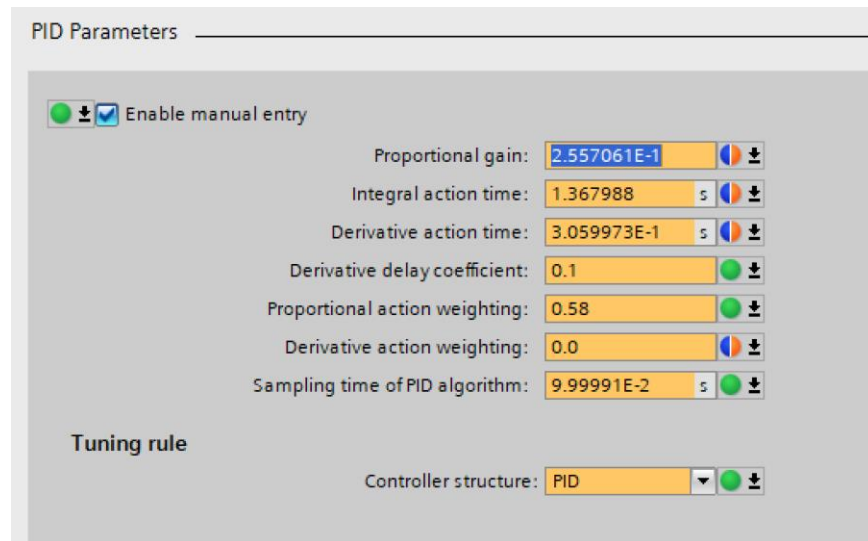 PID Parameters
Enable manual entry
Proportional gain: 2.557061E-1
Integral action time: 1.367988 s
Derivative action time: 3.059973E-1 s
Derivative delay coefficient: 0.1
Proportional action weighting: 0.58
Derivative action weighting: 0.0
Sampling time of PID algorithm: 9.99991E-2 s
Tuning rule
Controller structure: PID